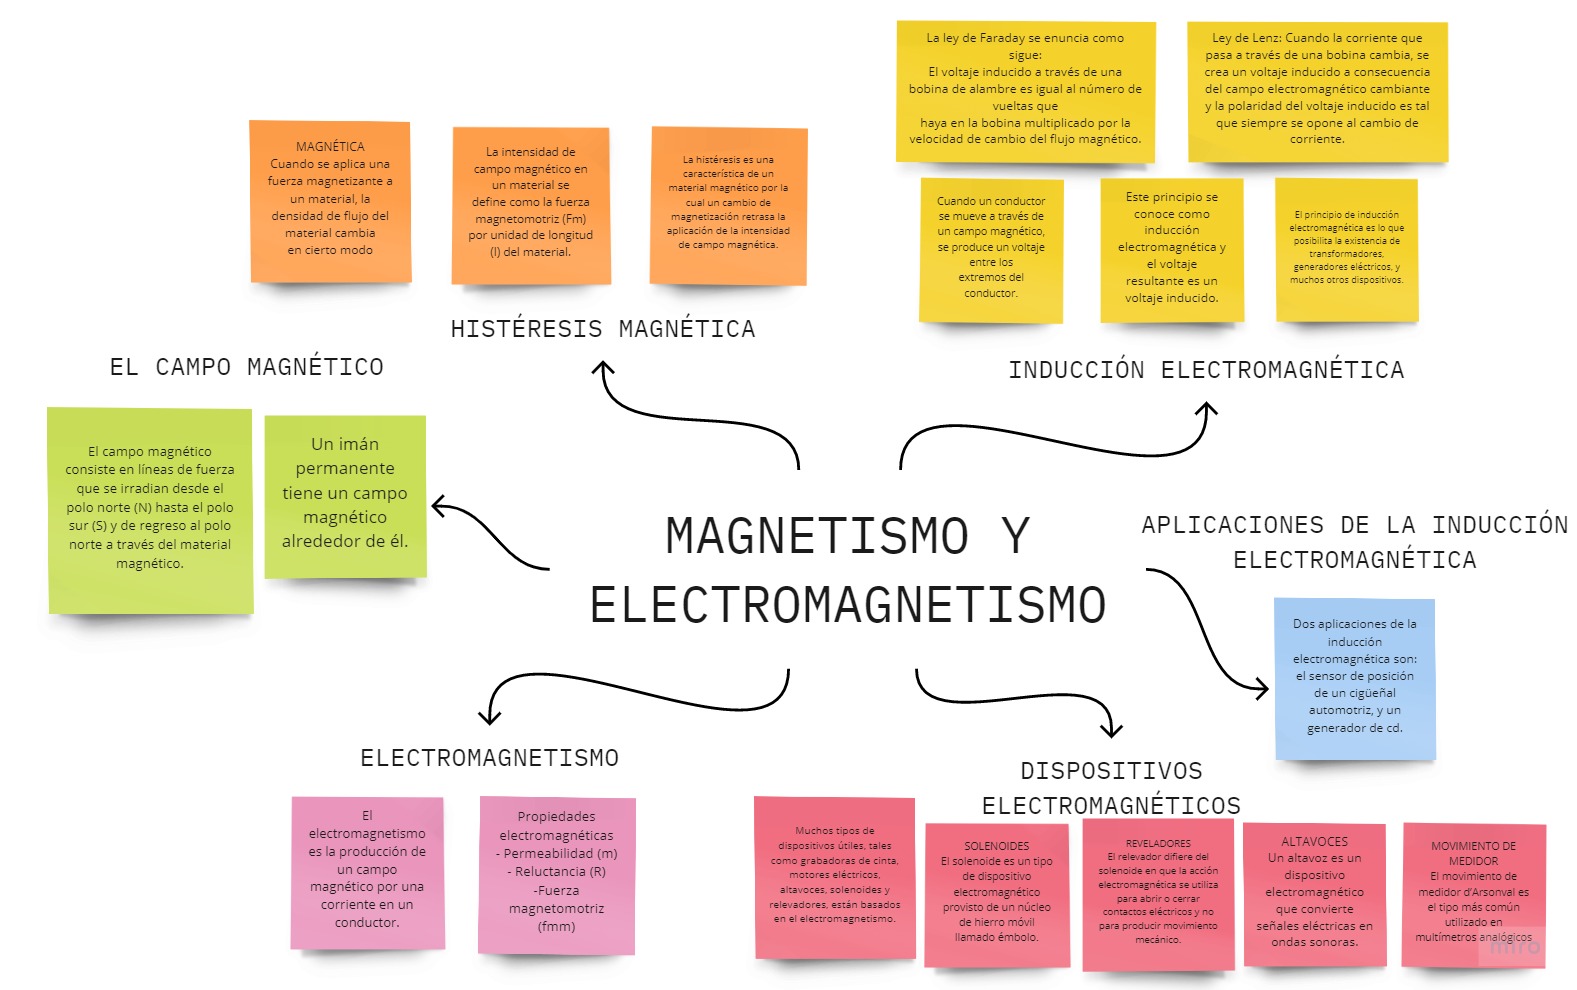 La ley de Faraday se enuncia como
sigue:
El voltaje inducido a través de una
bobina de alambre es igual al número de
vueltas que
haya en la bobina multiplicado por la
velocidad de cambio del flujo magnético.
Ley de Lenz: Cuando la corriente que
pasa a través de una bobina cambia, se
crea un voltaje inducido a consecuencia
del campo electromagnético cambiante
y la polaridad del voltaje inducido es tal
que siempre se opone al cambio de
corriente.
MAGNÉTICA
Cuando se aplica una
fuerza magnetizante a
un material, la
densidad de flujo del
material cambia
en cierto modo
La intensidad de
campo magnético en
un material se
define como la fuerza
magnetomotriz (Fm)
por unidad de longitud
(l) del material.
La histéresis es una
característica de un
material magnético por la
cual un cambio de
magnetización retrasa la
aplicación de la intensidad
de campo magnética.
Cuando un conductor
se mueve a través de
un campo magnético,
se produce un voltaje
entre los
extremos del
conductor.
Este principio se
conoce como
inducción
electromagnética y
el voltaje
resultante es un
voltaje inducido.
El principio de inducción
electromagnética es lo que
posibilita la existencia de
transformadores,
generadores eléctricos, y
muchos otros dispositivos.
HISTÉRESIS MAGNÉTICA
EL CAMPO MAGNÉTICO
INDUCCIÓN ELECTROMAGNÉTICA
El campo magnético
consiste en líneas de fuerza
que se irradian desde el
polo norte (N) hasta el polo
sur (S) y de regreso al polo
norte a través del material
magnético.
Un imán
permanente
tiene un campo
magnético
alrededor de él.
MAGNETISMO Y
ELECTROMAGNETISMO
APLICACIONES DE LA INDUCCIÓN
ELECTROMAGNÉTICA
Dos aplicaciones de la
inducción
electromagnética son:
el sensor de posición
de un cigüeñal
automotriz, y un
generador de cd.
ELECTROMAGNETISMO
El
electromagnetismo
es la producción de
un campo
magnético por una
corriente en un
conductor.
Propiedades
electromagnéticas
- Permeabilidad (m)
- Reluctancia (R)
-Fuerza
magnetomotriz
(fmm)
DISPOSITIVOS
ELECTROMAGNÉTICOS
Muchos tipos de
dispositivos útiles, tales
como grabadoras de cinta,
motores eléctricos,
altavoces, solenoides y
relevadores, están basados
en el electromagnetismo.
SOLENOIDES
El solenoide es un tipo
de dispositivo
electromagnético
provisto de un núcleo
de hierro móvil
llamado émbolo.
REVELADORES
El relevador difiere del
solenoide en que la acción
electromagnética se utiliza
para abrir o cerrar
contactos eléctricos y no
para producir movimiento
mecánico.
ALTAVOCES
Un altavoz es un
dispositivo
electromagnético
que convierte
señales eléctricas en
ondas sonoras.
MOVIMIENTO DE
MEDIDOR
El movimiento de
medidor d'Arsonval es
el tipo más común
utilizado en
multímetros analógicos
miro